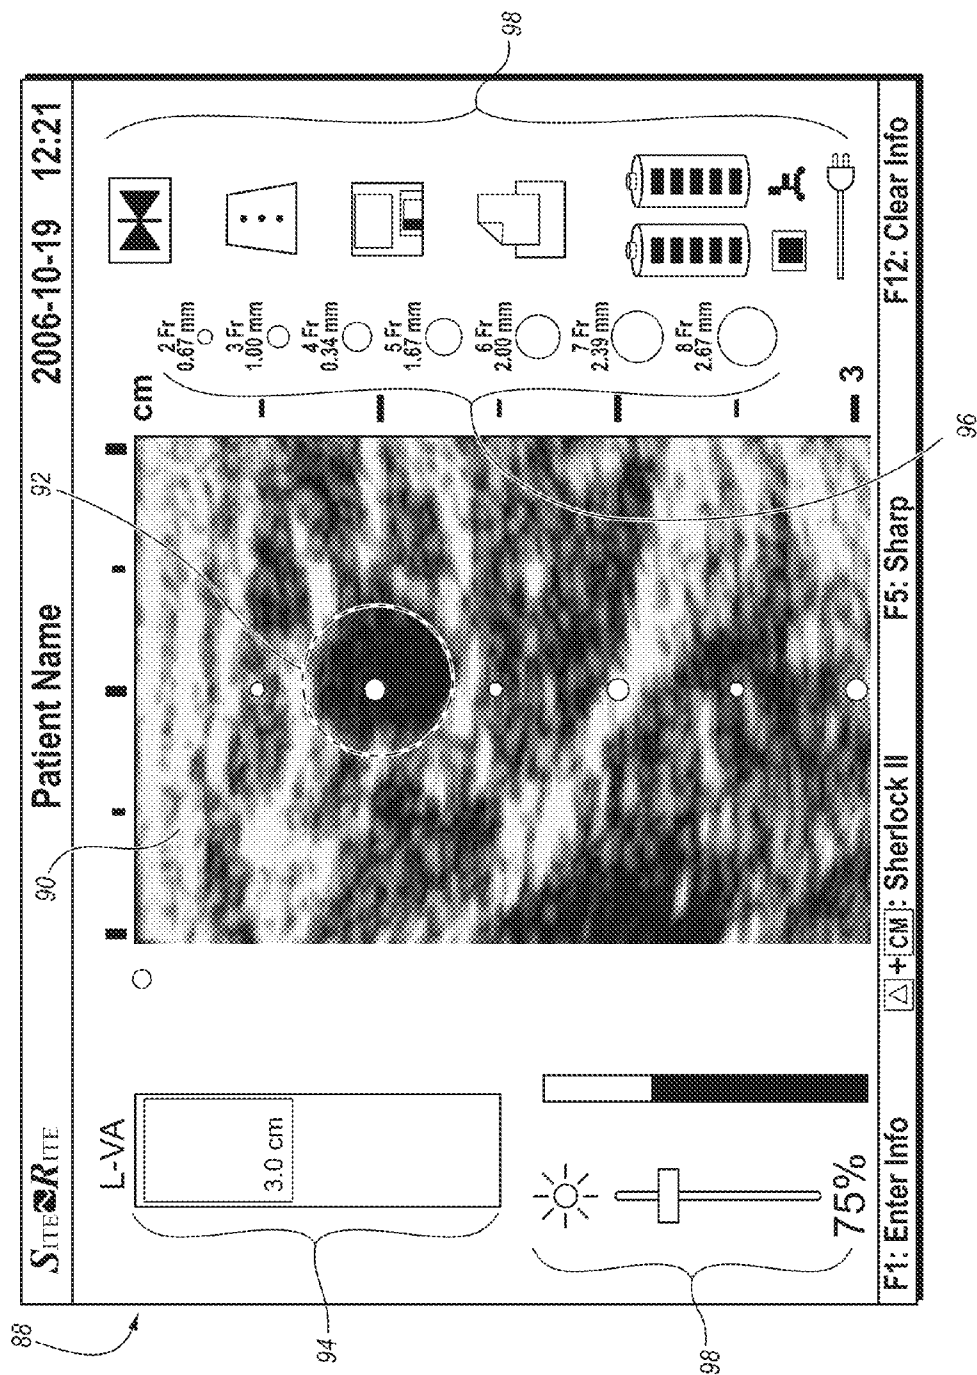 SITE RITE
Patient Name
2006-10-19 12:21
88
90
92
98
L-VA
3.0 cm
94
75%
98
cm
3
2 Fr
0.67 mm
3 Fr
1.00 mm
4 Fr
0.34 mm
5 Fr
1.67 mm
6 Fr
2.00 mm
7 Fr
2.39 mm
8 Fr
2.67 mm
96
F1: Enter Info
△+CM: Sherlock II
F5: Sharp
F12: Clear Info